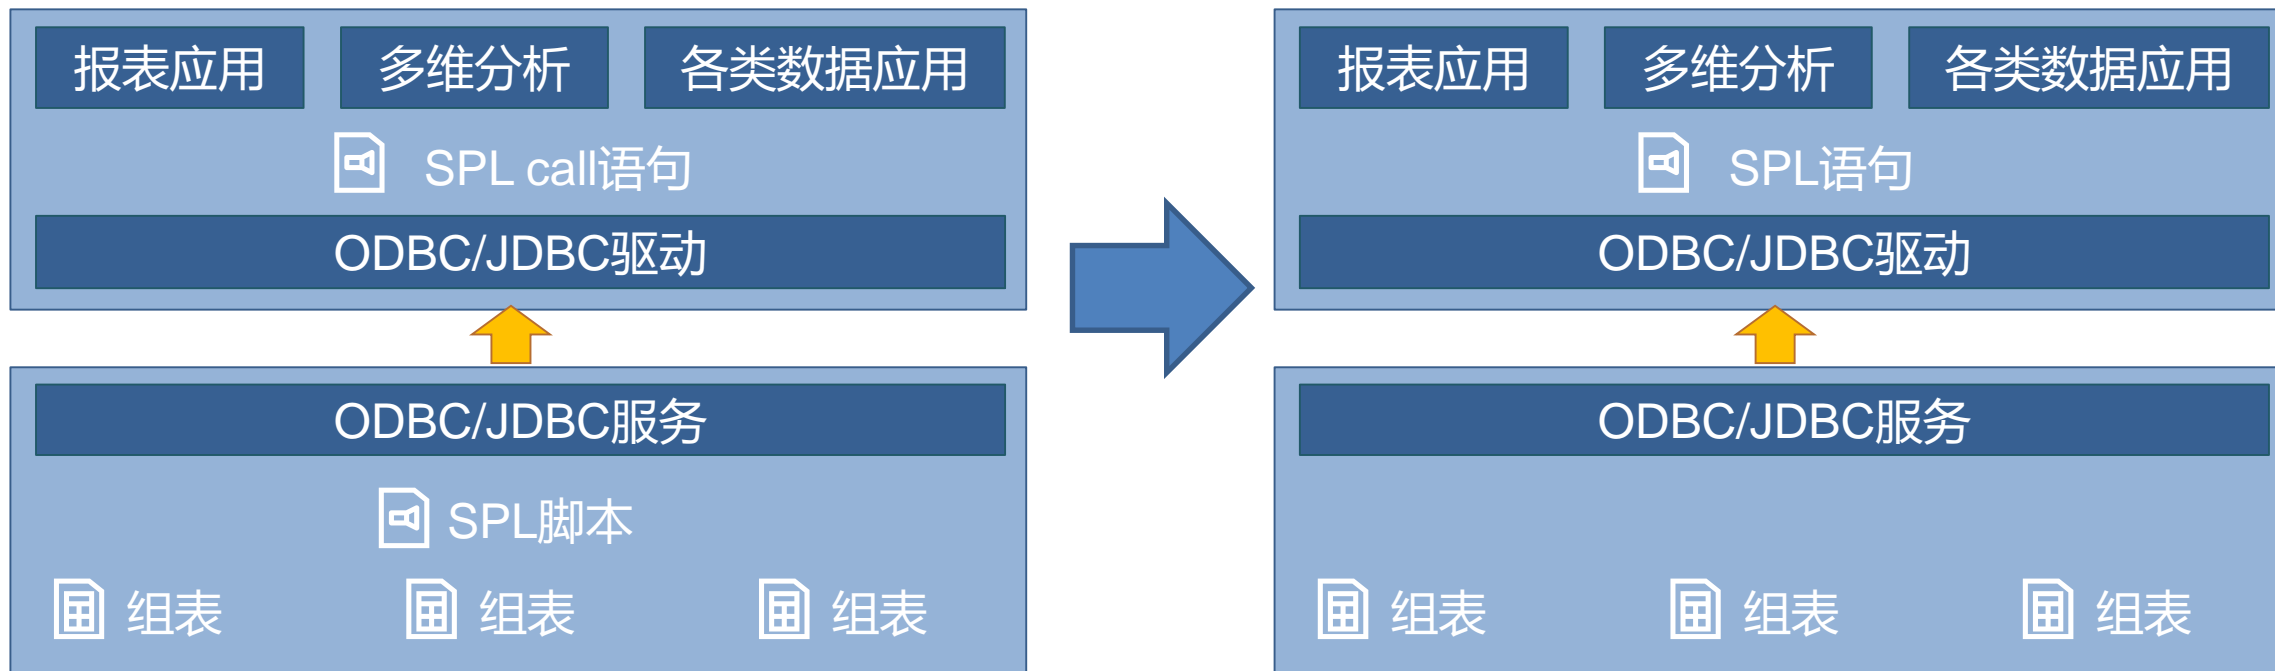 报表应用 多维分析 各类数据应用
SPL call语句
ODBC/JDBC驱动
ODBC/JDBC服务
SPL脚本
组表 组表 组表
报表应用 多维分析 各类数据应用
SPL语句
ODBC/JDBC驱动
ODBC/JDBC服务
组表 组表 组表